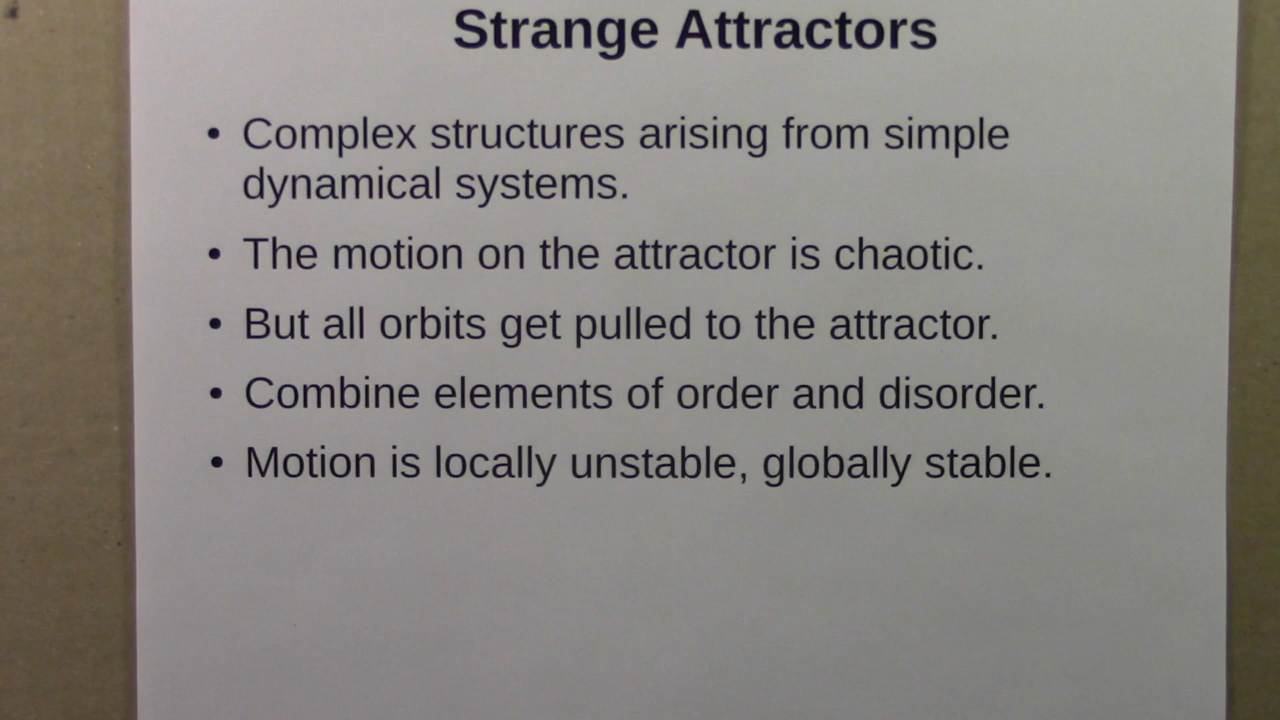 Strange Attractors
• Complex structures arising from simple
dynamical systems.
• The motion on the attractor is chaotic.
• But all orbits get pulled to the attractor.
• Combine elements of order and disorder.
• Motion is locally unstable, globally stable.